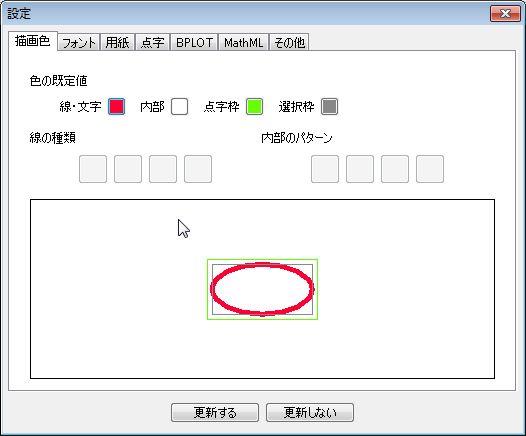 設定
描画色 フォント 用紙 点字 BPLOT MathML その他
色の既定値
線・文字 内部 点字枠 選択枠
線の種類 内部のパターン
更新する 更新しない